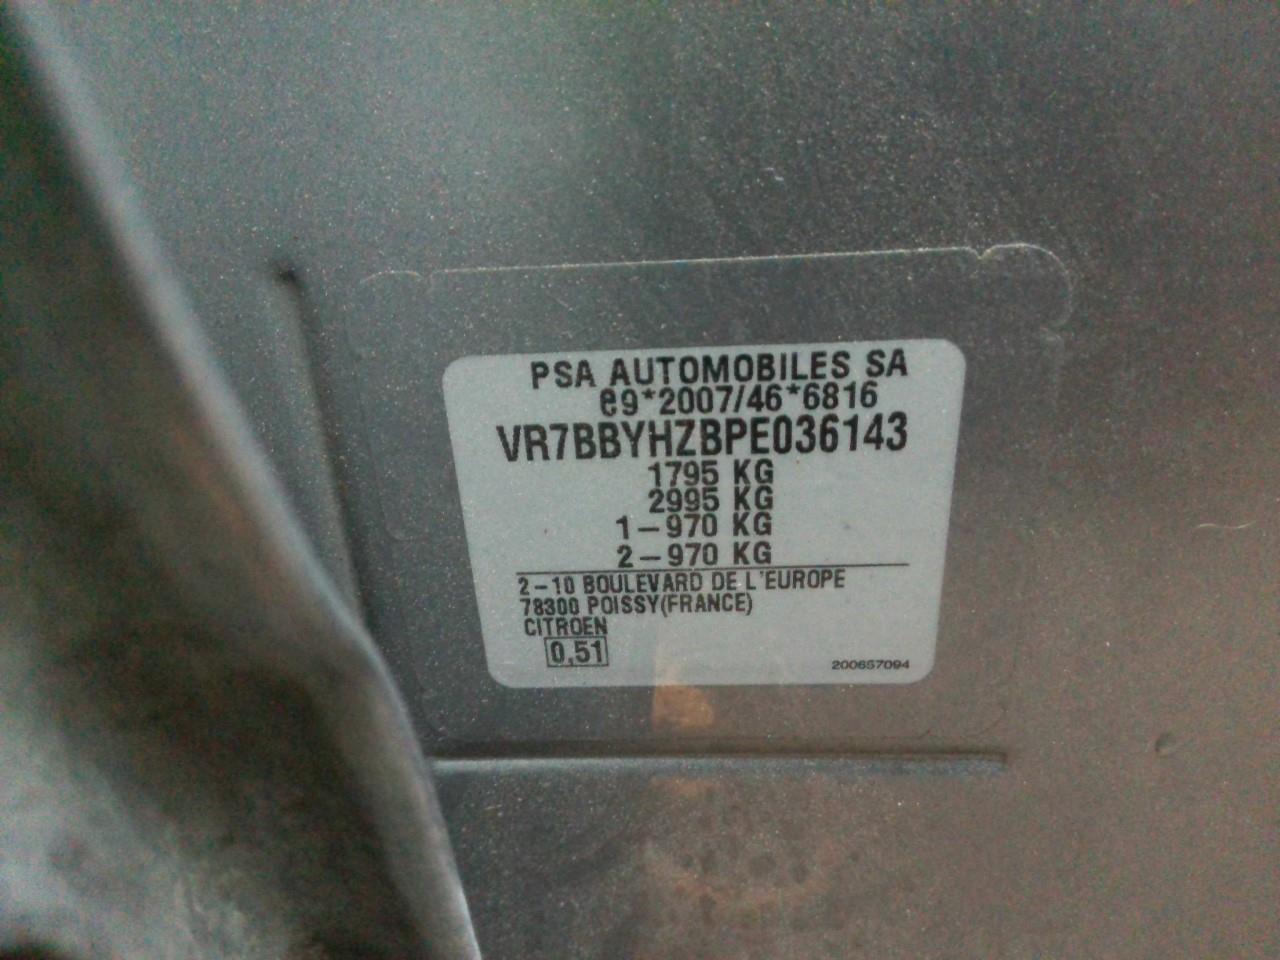 PSA AUTOMOBILES SA
e9*2007/46*6816
VR7BBYHZBPE036143
1795 KG
2995 KG
1-970 KG
2-970 KG
2-10 BOULEVARD DE L'EUROPE
78300 POISSY(FRANCE)
CITROEN
0,51
200657094